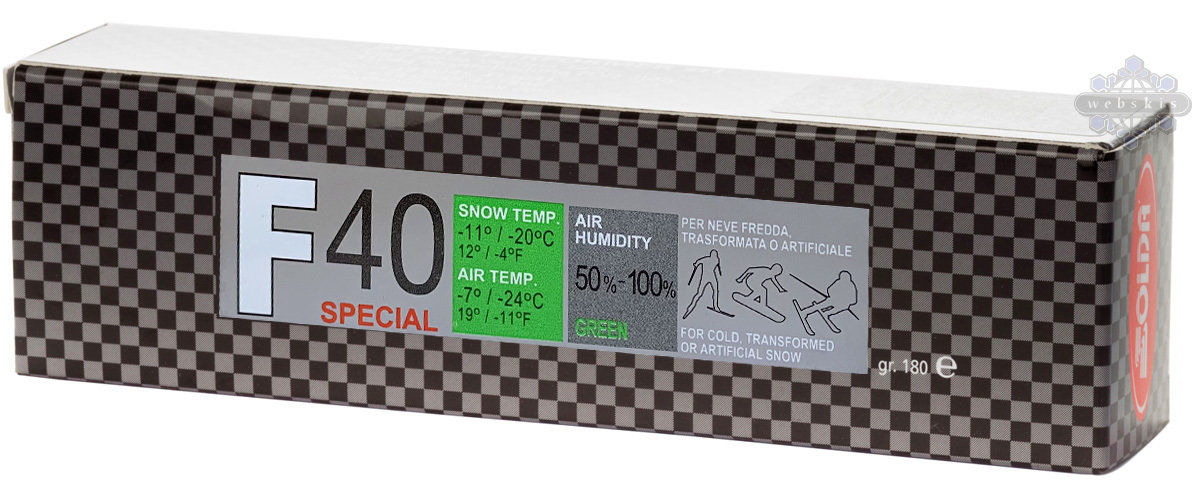 webskis
F40
SPECIAL
SNOW TEMP.
-11° / -20°C
12° / -4°F
AIR TEMP.
-7° / -24°C
19° / -11°F
AIR
HUMIDITY
50%-100%
GREEN
PER NEVE FREDDA,
TRASFORMATA O ARTIFICIALE
FOR COLD, TRANSFORMED
OR ARTIFICIAL SNOW
gr. 180 e
SOLDA